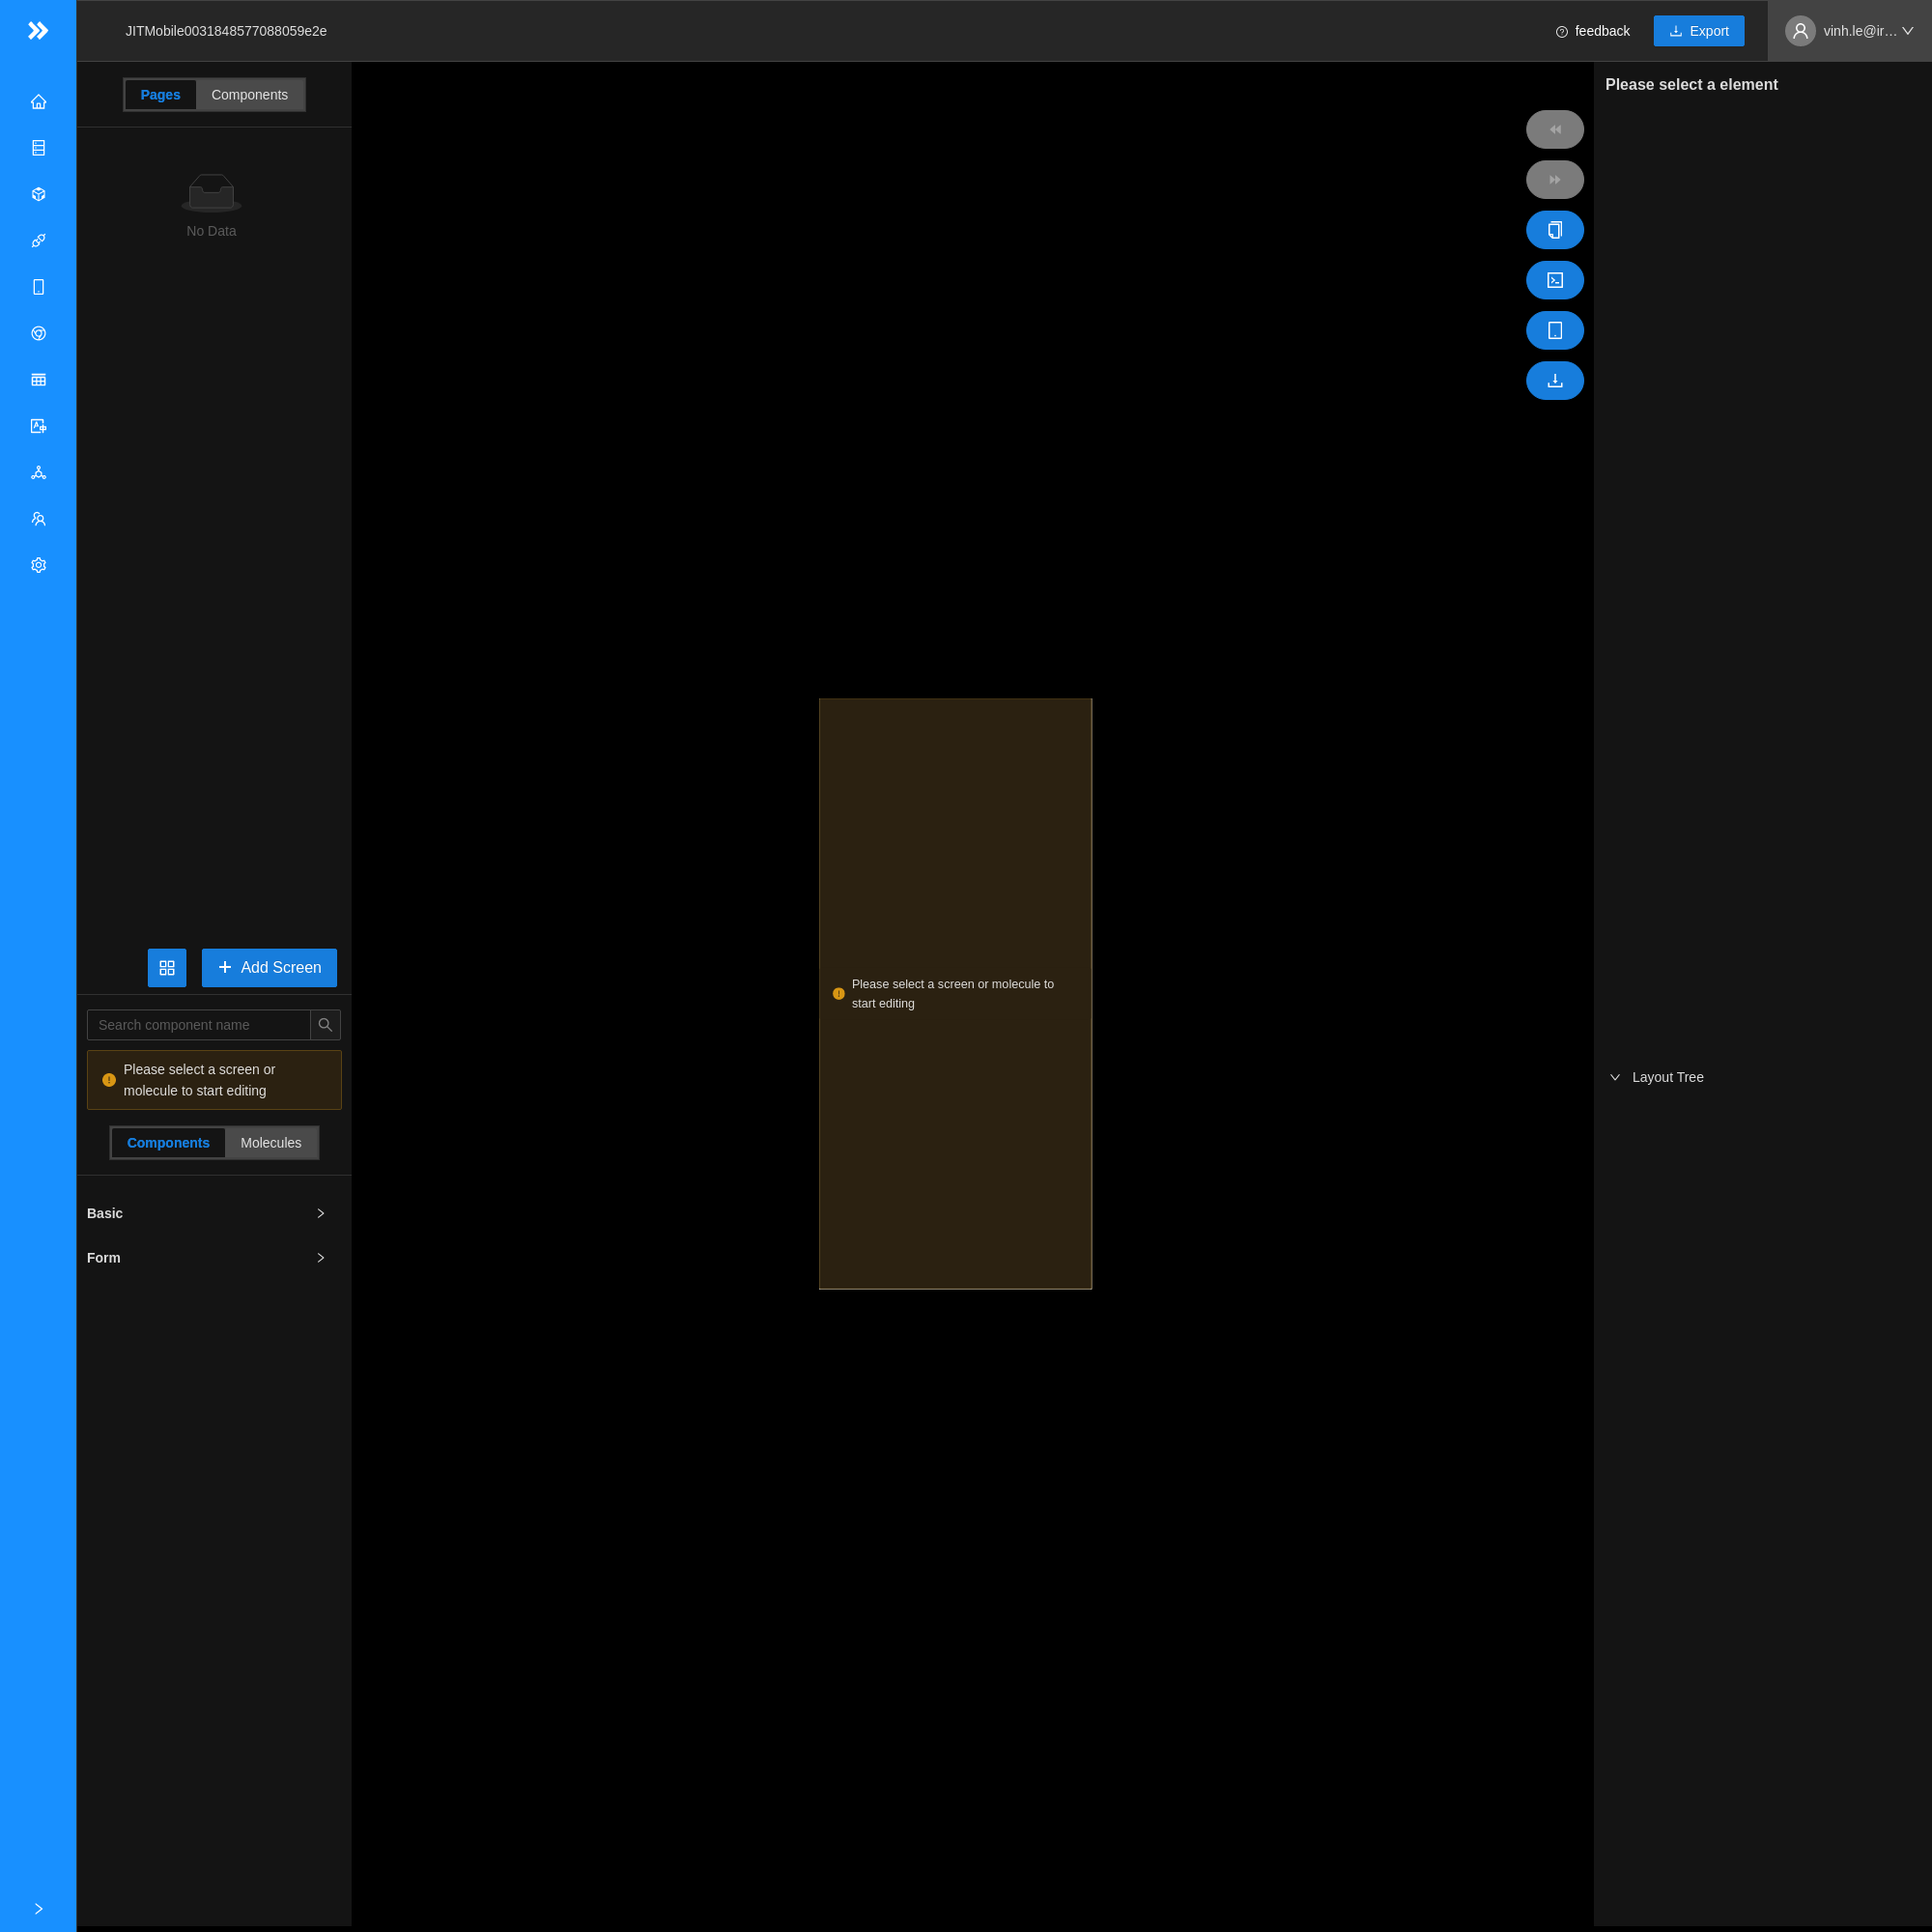 JITMobile0031848577088059e2e
feedback
Export
vinh.le@ir...
Pages
Components
Please select a element
No Data
Add Screen
Search component name
Please select a screen or
molecule to start editing
Please select a screen or molecule to
start editing
Layout Tree
Components
Molecules
Basic
Form